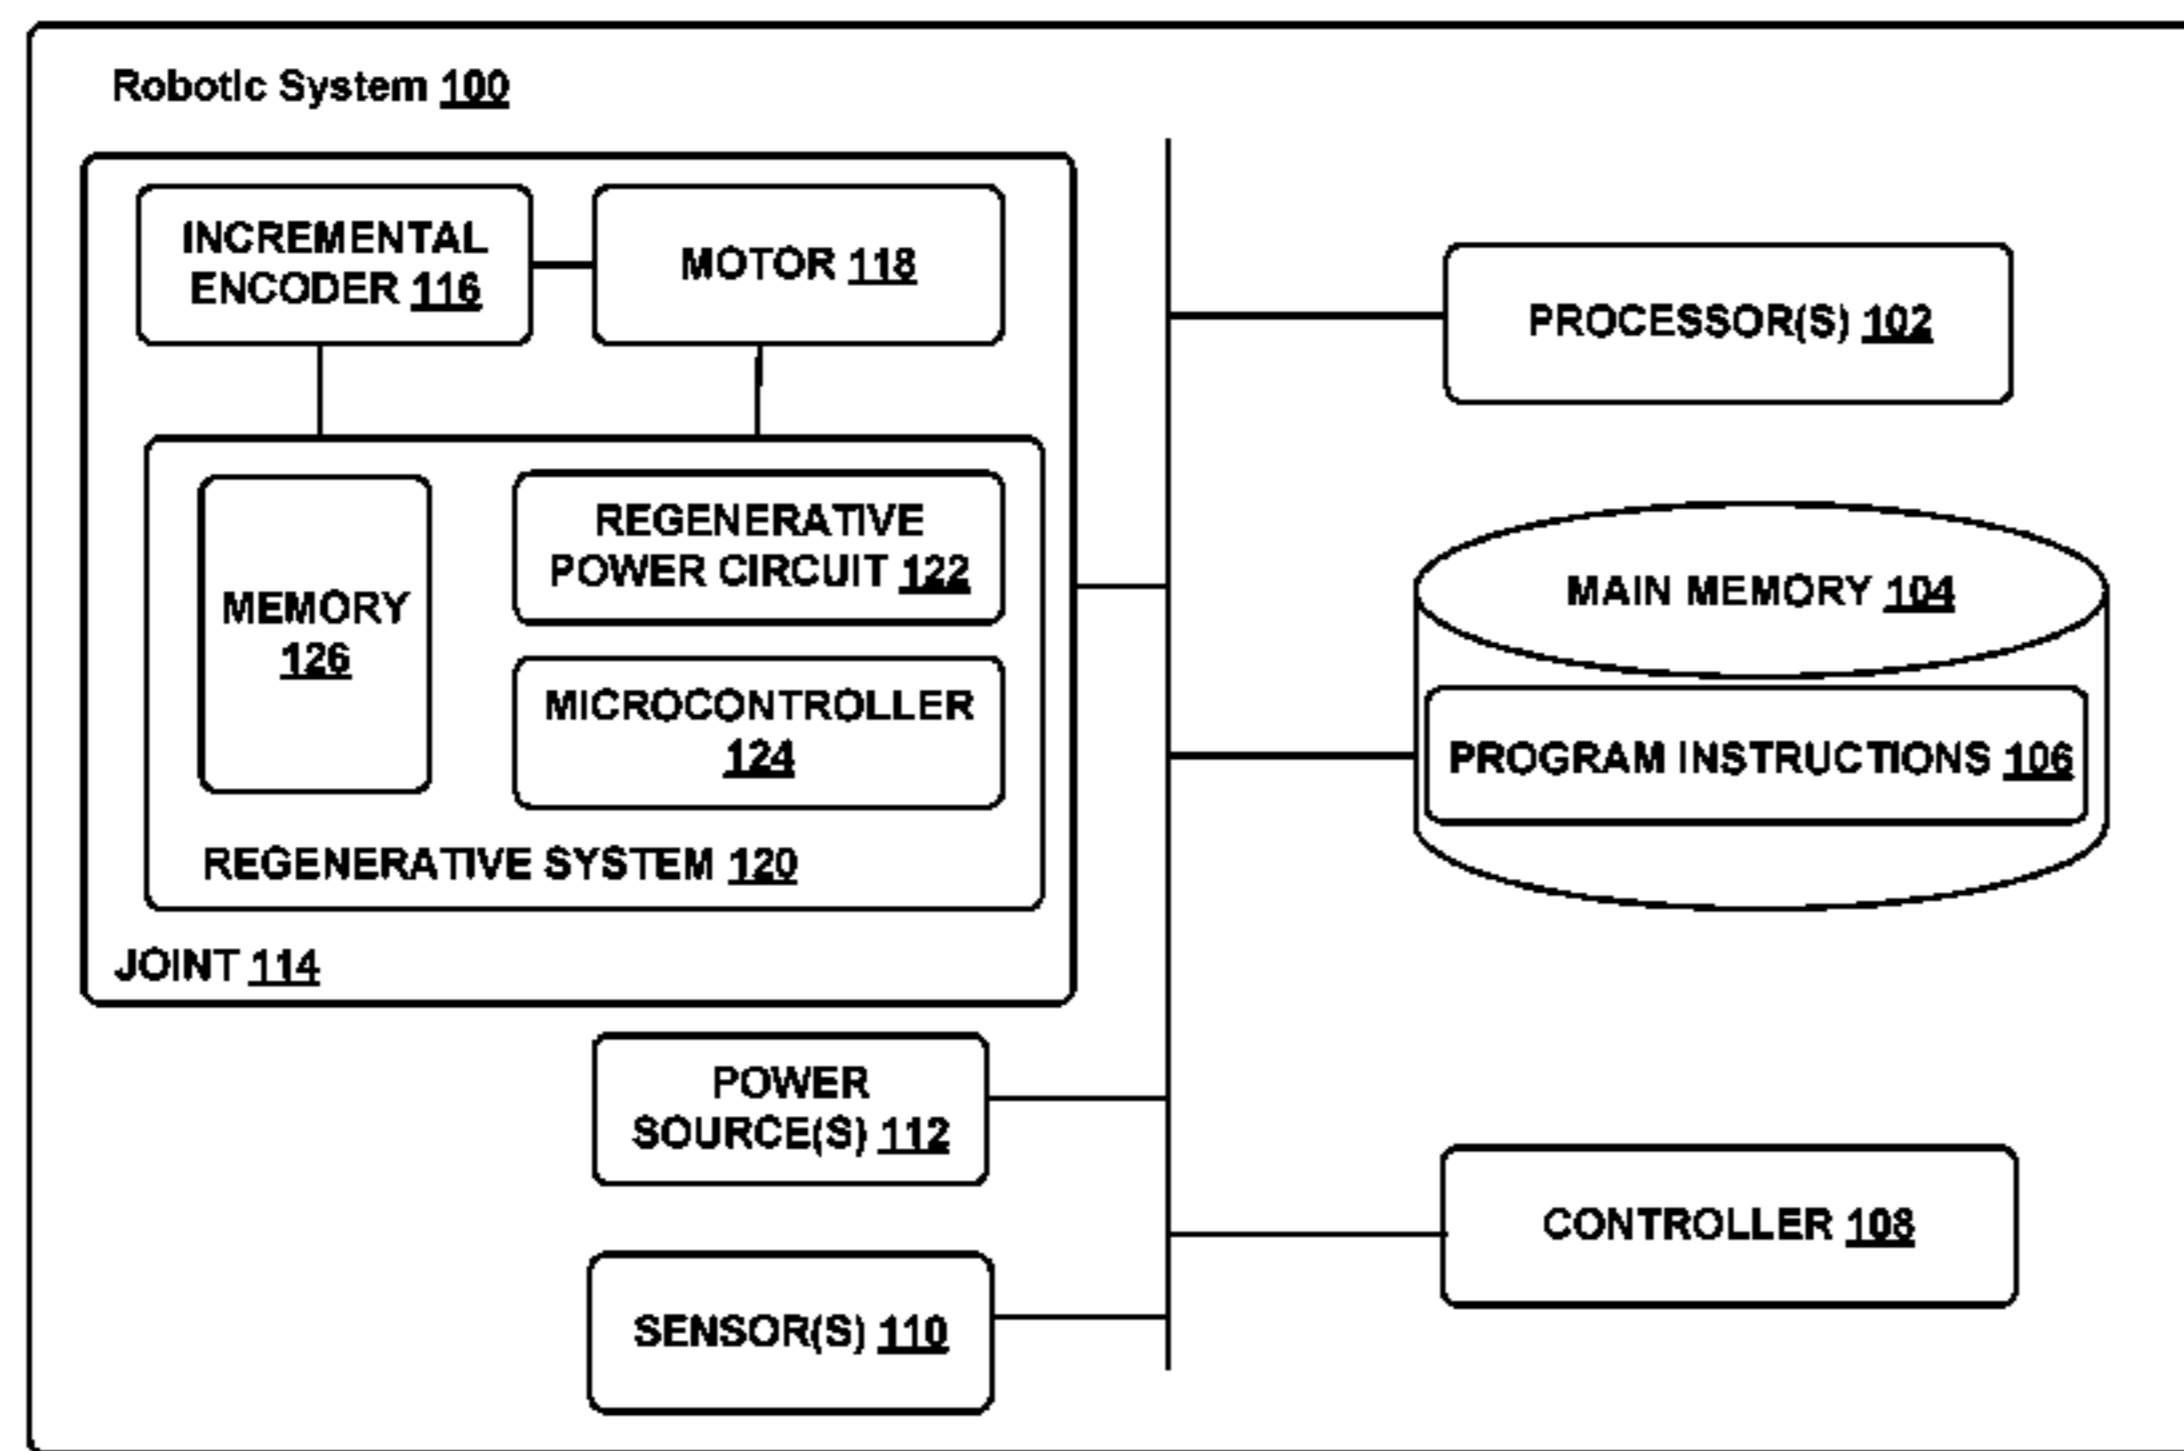 Robotic System 100
INCREMENTAL
ENCODER 116
MOTOR 118
REGENERATIVE
POWER CIRCUIT 122
MEMORY
126
MICROCONTROLLER
124
REGENERATIVE SYSTEM 120
JOINT 114
POWER
SOURCE(S) 112
SENSOR(S) 110
PROCESSOR(S) 102
MAIN MEMORY 104
PROGRAM INSTRUCTIONS 106
CONTROLLER 108